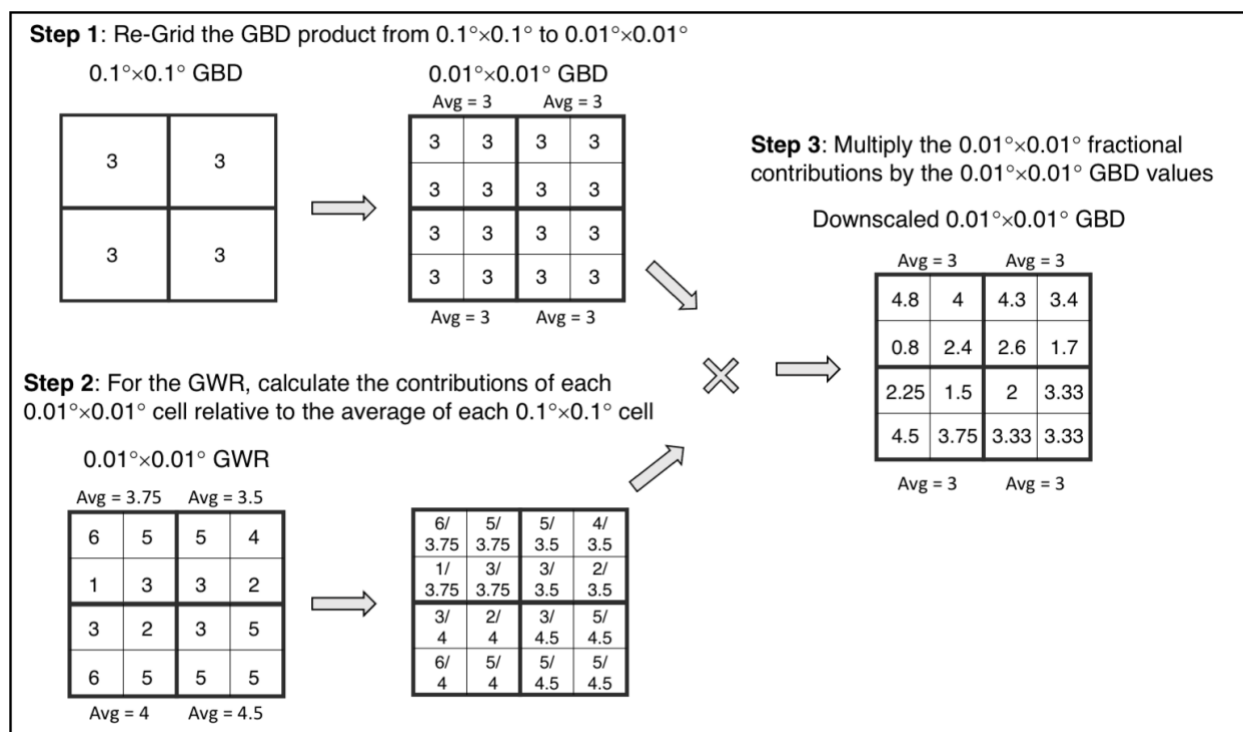 Step 1: Re-Grid the GBD product from 0.1°×0.1° to 0.01°×0.01°
0.1°×0.1° GBD
3 3
3 3
0.01°×0.01° GBD
Avg = 3 Avg = 3
3 3 3 3
3 3 3 3
3 3 3 3
3 3 3 3
Avg = 3 Avg = 3
Step 2: For the GWR, calculate the contributions of each
0.01°×0.01° cell relative to the average of each 0.1°×0.1° cell
0.01°×0.01° GWR
Avg = 3.75 Avg = 3.5
6 5 5 4
1 3 3 2
3 2 3 5
6 5 5 5
Avg = 4 Avg = 4.5
6/ 5/ 5/ 4/
3.75 3.75 3.5 3.5
1/ 3/ 3/ 2/
3.75 3.75 3.5 3.5
3/ 2/ 3/ 5/
4 4 4.5 4.5
6/ 5/ 5/ 5/
4 4 4.5 4.5
Step 3: Multiply the 0.01°×0.01° fractional
contributions by the 0.01°×0.01° GBD values
Downscaled 0.01°×0.01° GBD
Avg = 3 Avg = 3
4.8 4 4.3 3.4
0.8 2.4 2.6 1.7
2.25 1.5 2 3.33
4.5 3.75 3.33 3.33
Avg = 3 Avg = 3